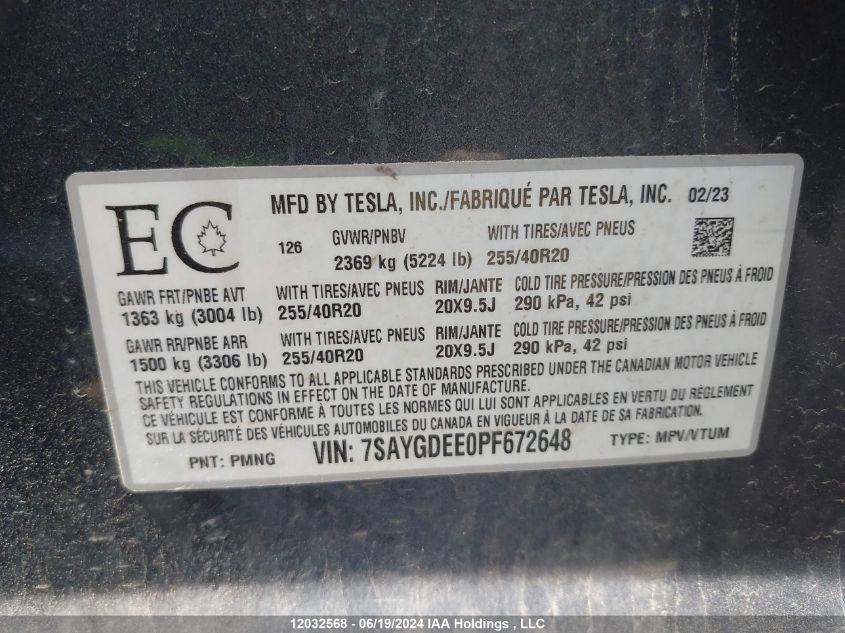 EC
MFD BY TESLA, INC./FABRIQUÉ PAR TESLA, INC. 02/23
126 GVWR/PNBV WITH TIRES/AVEC PNEUS
2369 kg (5224 lb) 255/40R20
GAWR FRT/PNBE AVT WITH TIRES/AVEC PNEUS RIM/JANTE COLD TIRE PRESSURE/PRESSION DES PNEUS À FROID
1363 kg (3004 lb) 255/40R20 20X9.5J 290 kPa, 42 psi
GAWR RR/PNBE ARR WITH TIRES/AVEC PNEUS RIM/JANTE COLD TIRE PRESSURE/PRESSION DES PNEUS À FROID
1500 kg (3306 lb) 255/40R20 20X9.5J 290 kPa, 42 psi
THIS VEHICLE CONFORMS TO ALL APPLICABLE STANDARDS PRESCRIBED UNDER THE CANADIAN MOTOR VEHICLE
SAFETY REGULATIONS IN EFFECT ON THE DATE OF MANUFACTURE.
CE VÉHICULE EST CONFORME À TOUTES LES NORMES QUI LUI SONT APPLICABLES EN VERTU DU RÈGLEMENT
SUR LA SÉCURITÉ DES VÉHICULES AUTOMOBILES DU CANADA EN VIGUEUR À LA DATE DE SA FABRICATION.
PNT: PMNG VIN: 7SAYGDEE0PF672648 TYPE: MPV/VTUM
12032568 - 06/19/2024 IAA Holdings , LLC